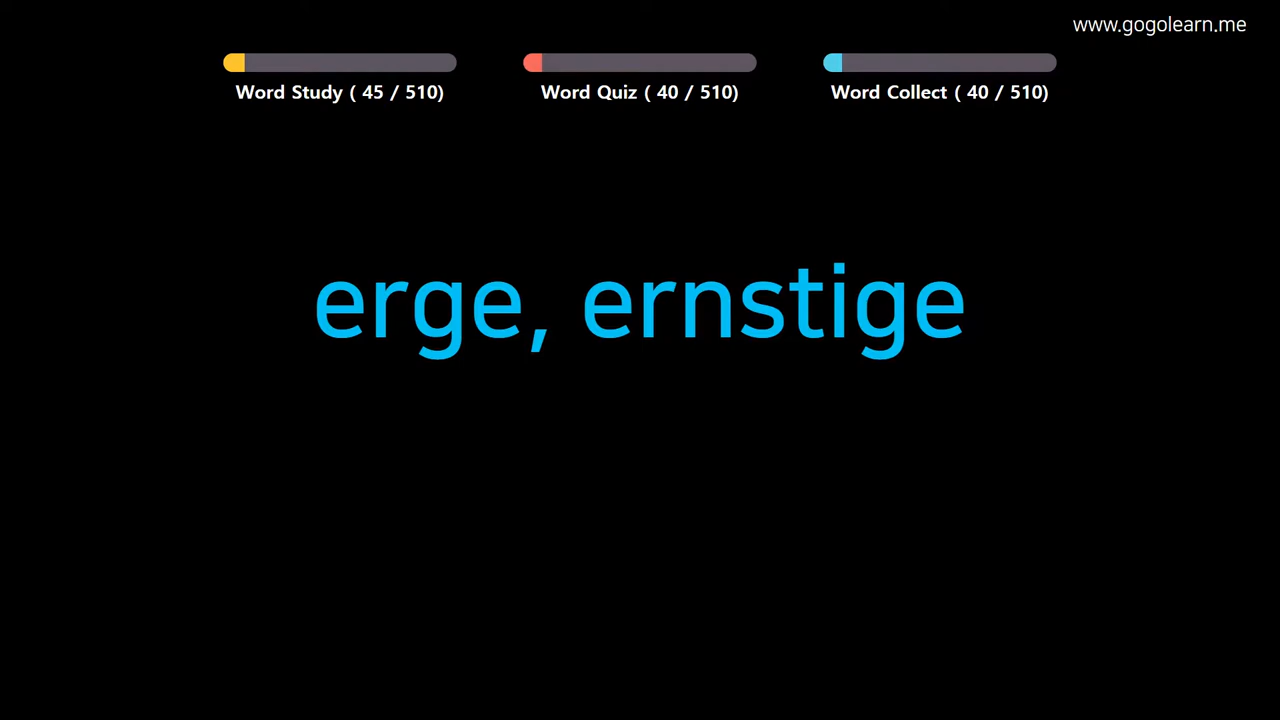 www.gogolearn.me
Word Study ( 45 / 510)
Word Quiz ( 40 / 510)
Word Collect ( 40 / 510)
erge, ernstige